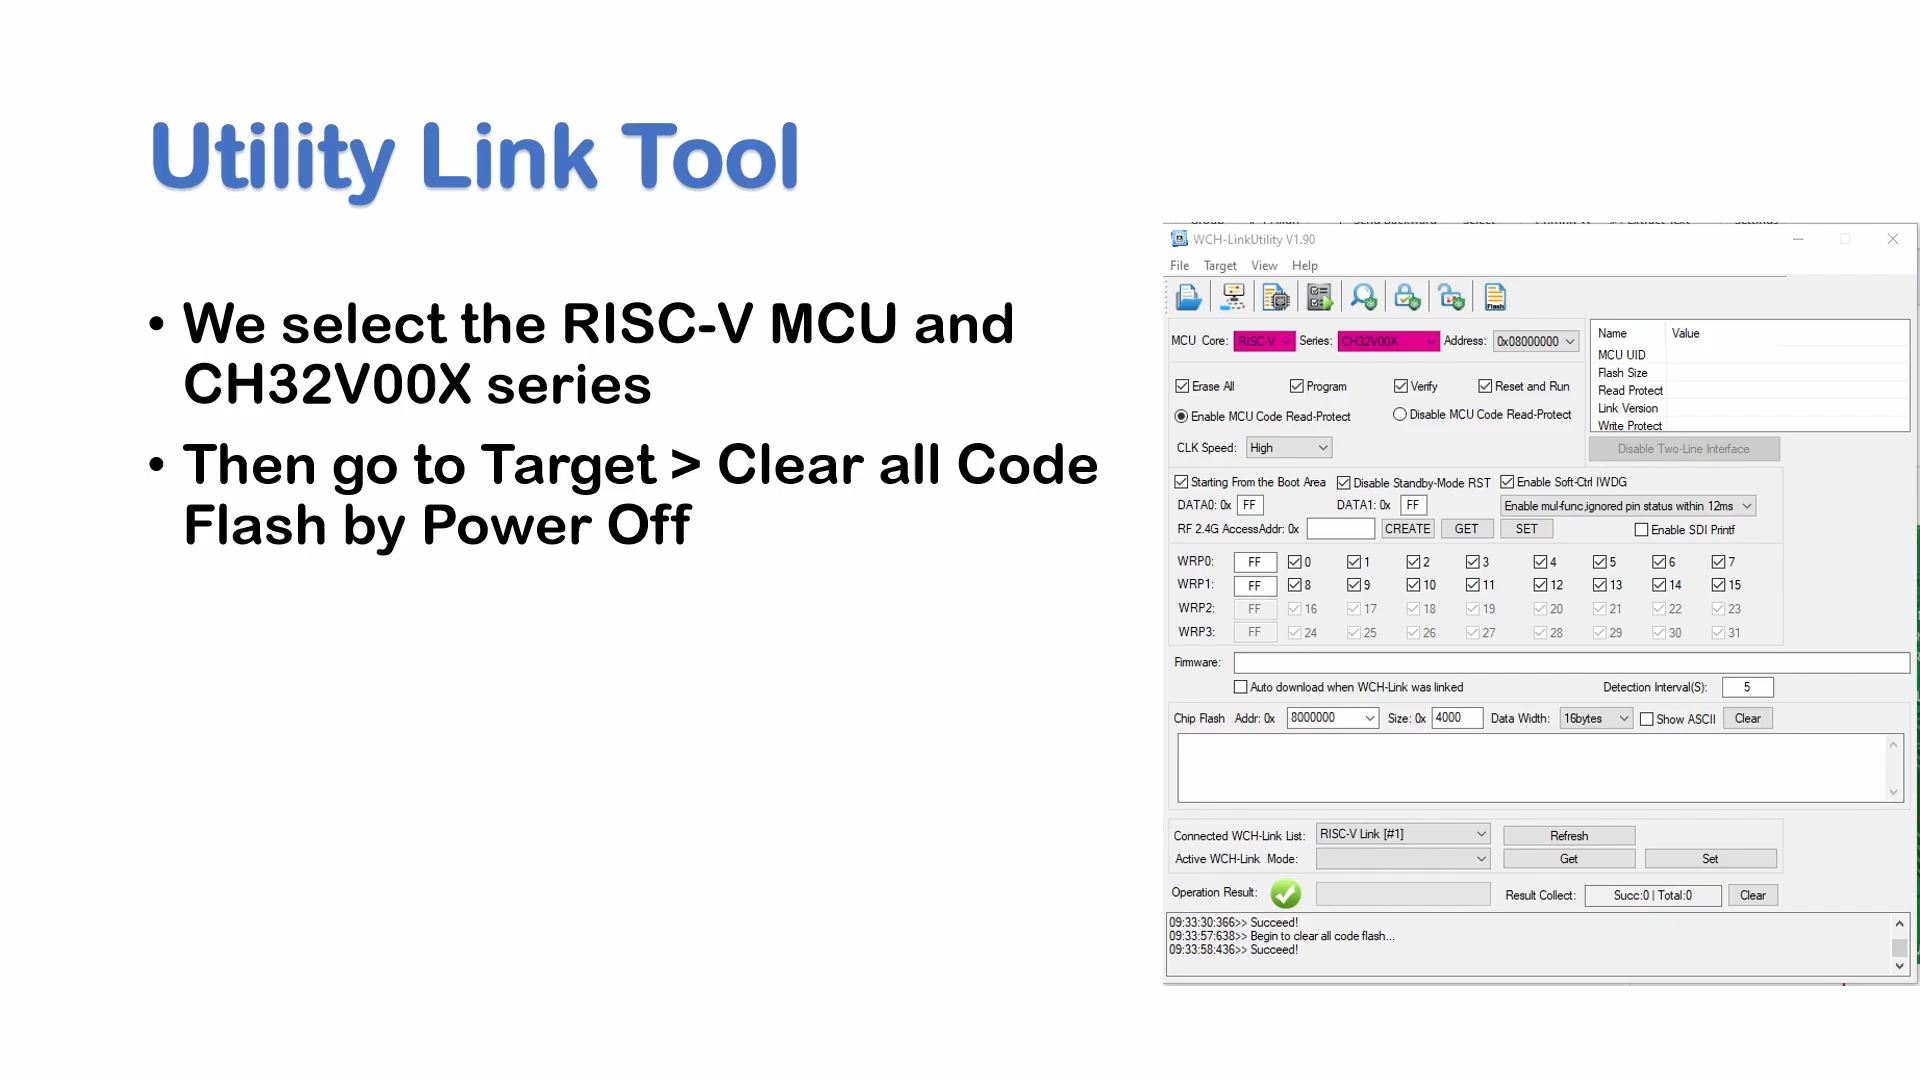 Utility Link Tool
• We select the RISC-V MCU and
CH32V00X series
• Then go to Target > Clear all Code
Flash by Power Off
WCH-LinkUtility V1.90
File Target View Help
MCU Core: RISC-V Series: CH32V00X Address: 0x08000000
Name Value
MCU UID
Flash Size
Read Protect
Link Version
Write Protect
Erase All Program Verify Reset and Run
Enable MCU Code Read-Protect Disable MCU Code Read-Protect
CLK Speed: High
Disable Two-Line Interface
Starting From the Boot Area Disable Standby-Mode RST Enable Soft-Ctrl IWDG
DATA0: 0x FF DATA1: 0x FF Enable mul-func,ignored pin status within 12ms
RF 2.4G AccessAddr: 0x CREATE GET SET Enable SDI Printf
WRP0: FF 0 1 2 3 4 5 6 7
WRP1: FF 8 9 10 11 12 13 14 15
WRP2: FF 16 17 18 19 20 21 22 23
WRP3: FF 24 25 26 27 28 29 30 31
Firmware:
Auto download when WCH-Link was linked Detection Interval(S): 5
Chip Flash Addr: 0x 8000000 Size: 0x 4000 Data Width: 16bytes Show ASCII Clear
Connected WCH-Link List: RISC-V Link [#1] Refresh
Active WCH-Link Mode: Get Set
Operation Result: Result Collect: Succ:0 | Total:0 Clear
09:33:30:366>> Succeed!
09:33:57:638>> Begin to clear all code flash...
09:33:58:436>> Succeed!